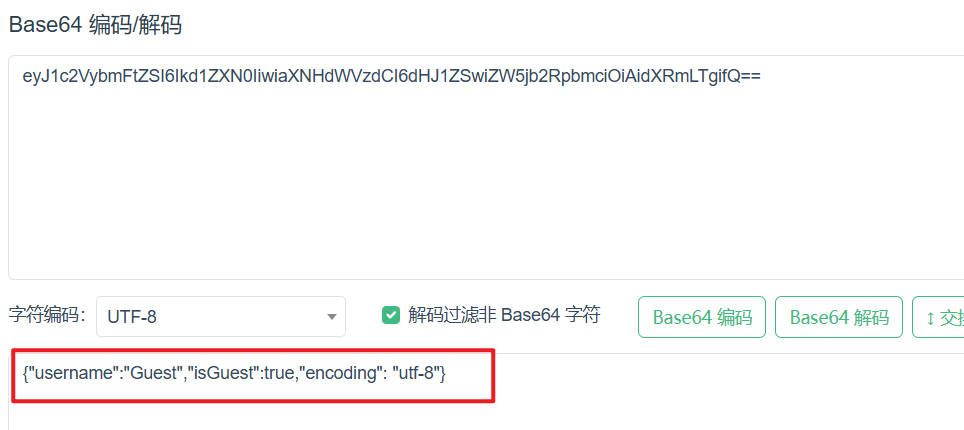 Base64 编码/解码
eyJ1c2VybmFtZSI6Ikd1ZXN0IiwiaXNHdWVzdCI6dHJ1ZSwiZW5jb2RpbmciOiAidXRmLTgifQ==
字符编码: UTF-8 解码过滤非 Base64 字符 Base64 编码 Base64 解码 ↕ 交
{"username":"Guest","isGuest":true,"encoding": "utf-8"}